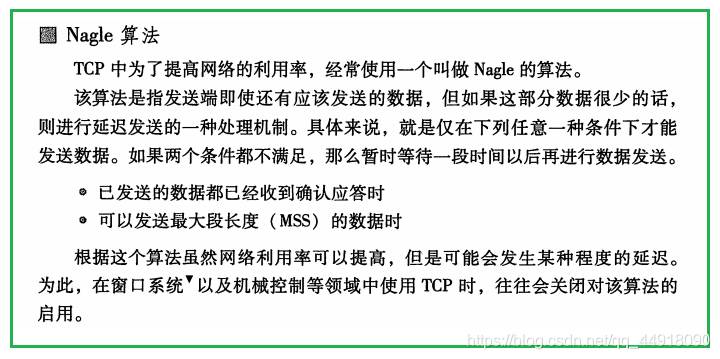 Nagle 算法
TCP 中为了提高网络的利用率，经常使用一个叫做 Nagle 的算法。
该算法是指发送端即使还有应该发送的数据，但如果这部分数据很少的话，
则进行延迟发送的一种处理机制。具体来说，就是仅在下列任意一种条件下才能
发送数据。如果两个条件都不满足，那么暂时等待一段时间以后再进行数据发送。
● 已发送的数据都已经收到确认应答时
● 可以发送最大段长度（MSS）的数据时
根据这个算法虽然网络利用率可以提高，但是可能会发生某种程度的延迟。
为此，在窗口系统▼以及机械控制等领域中使用 TCP 时，往往会关闭对该算法的
启用。
https://blog.csdn.net/qq_44918090